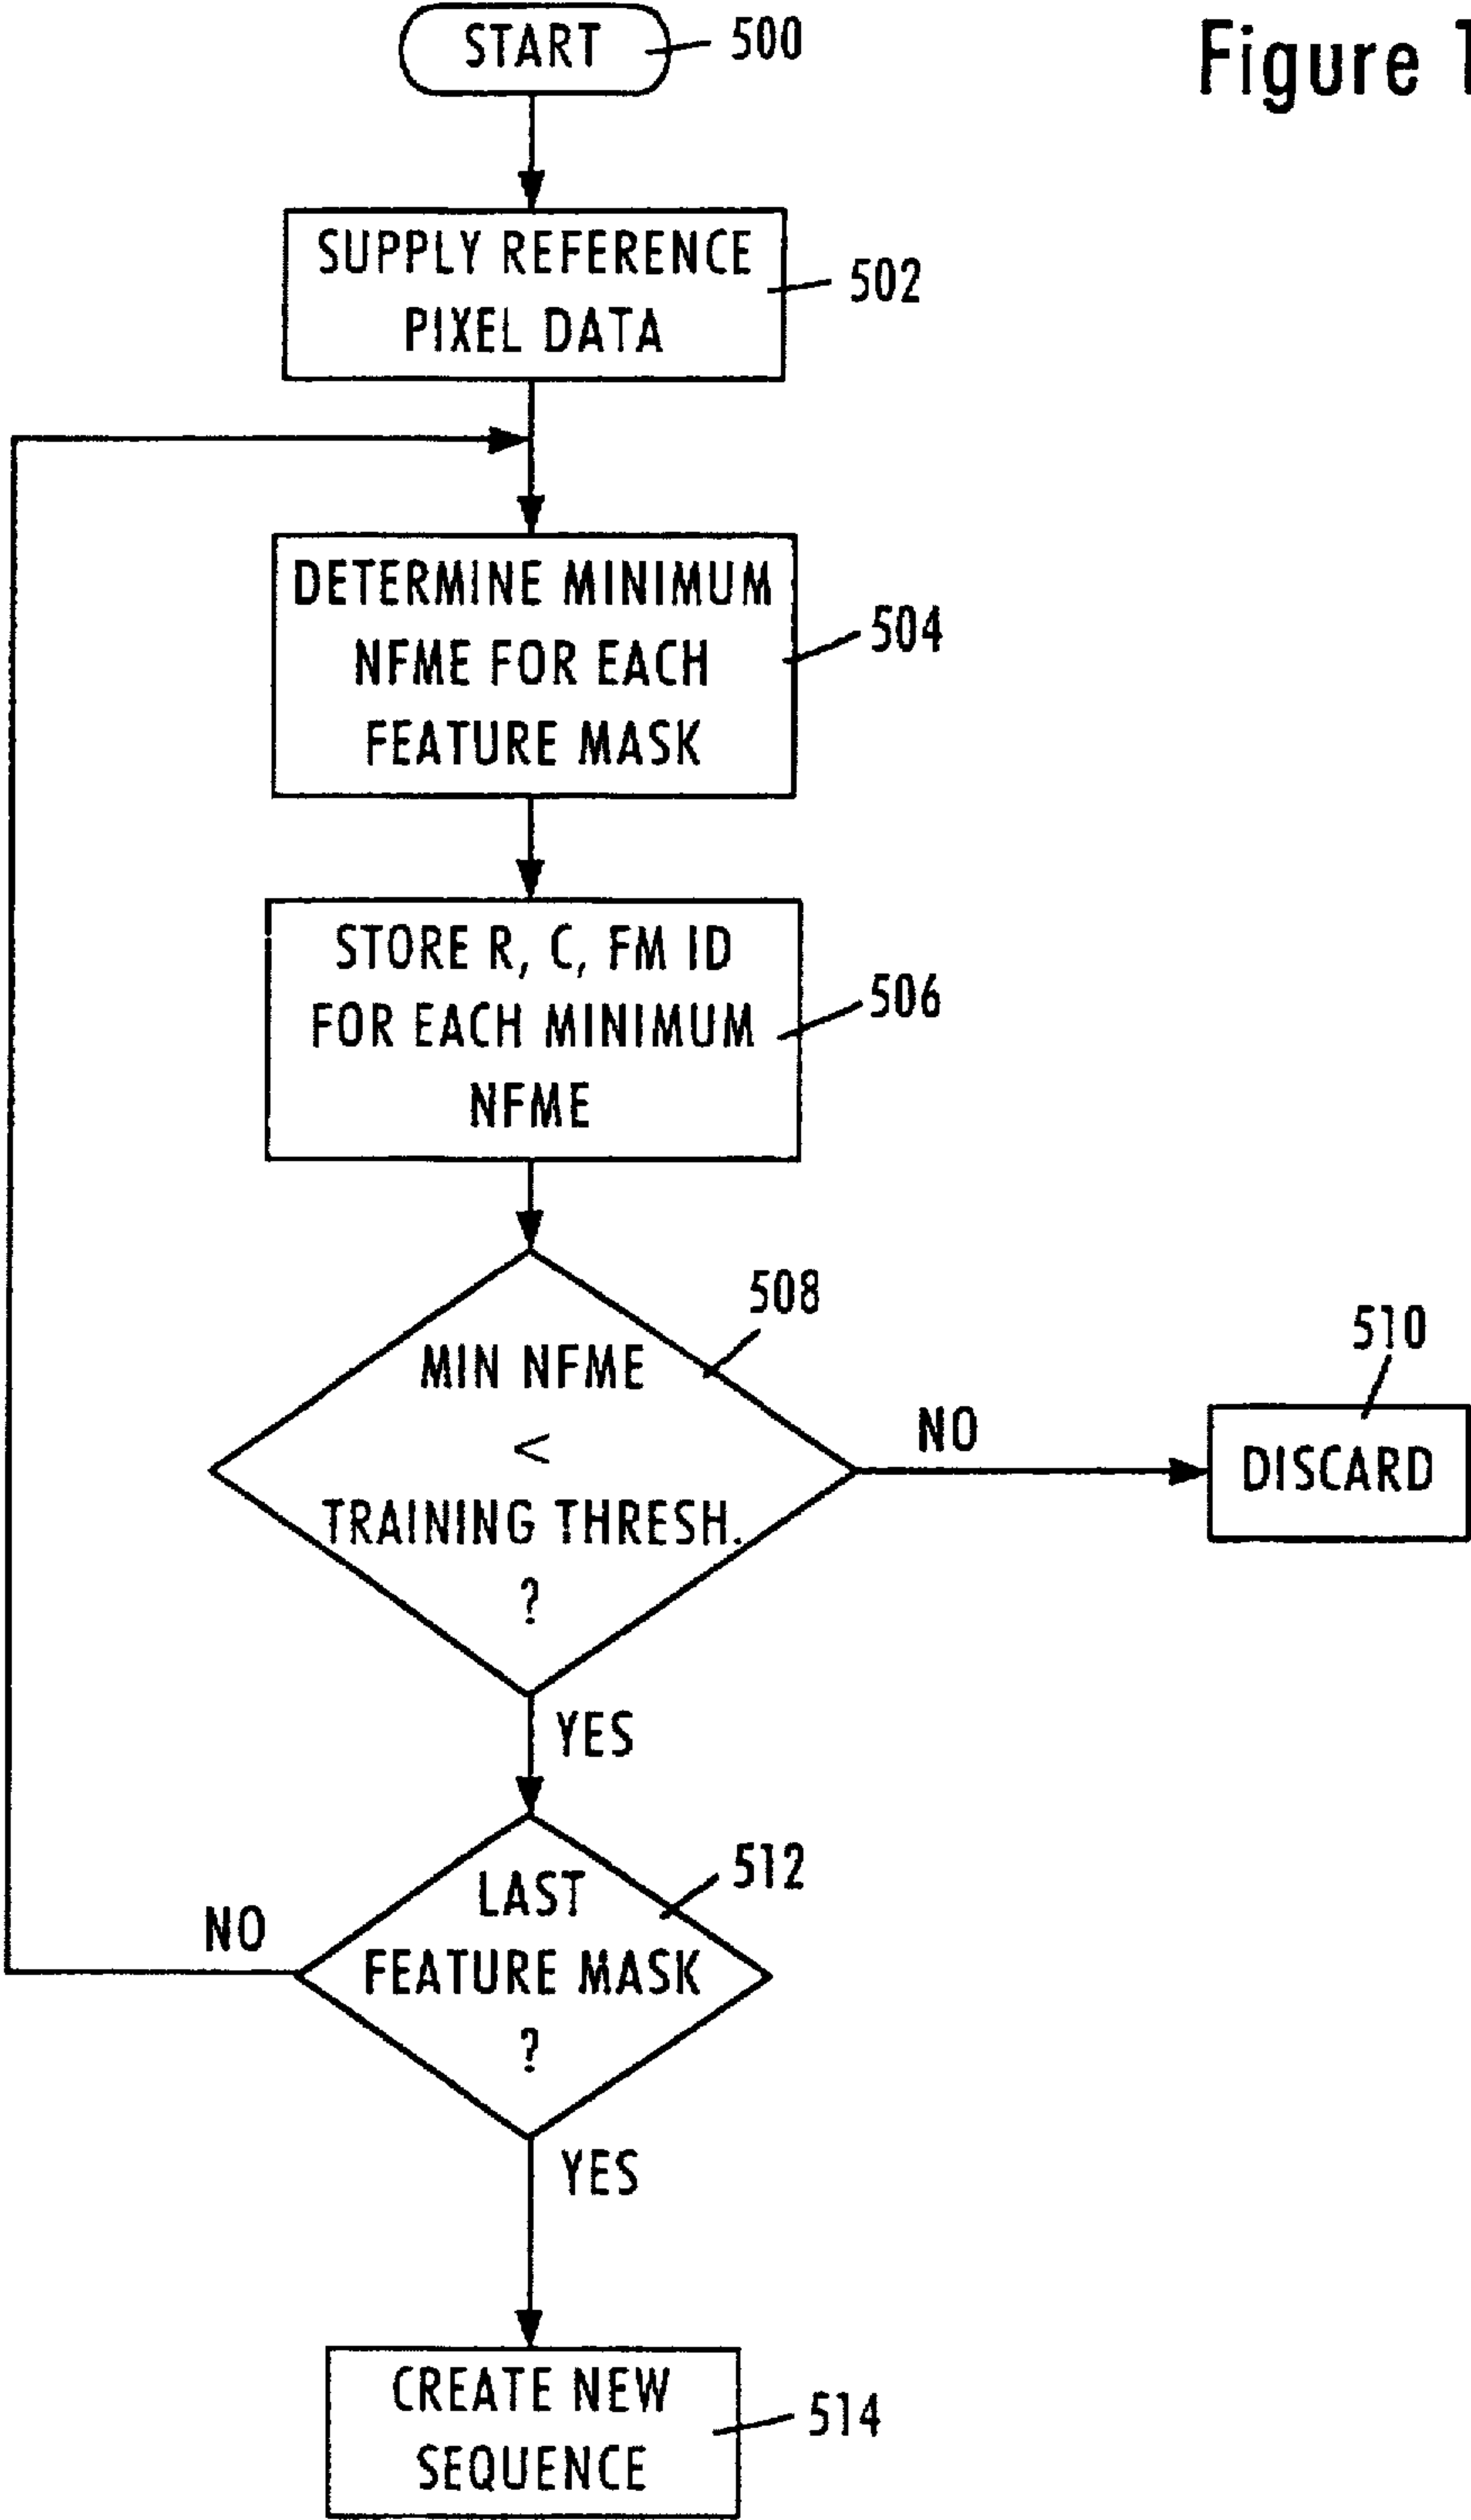 START
500
Figure 1
SUPPLY REFERENCE
PIXEL DATA
502
DETERMINE MINIMUM
NFME FOR EACH
FEATURE MASK
504
STORE R, C, FM ID
FOR EACH MINIMUM
NFME
506
508
MIN NFME
<
TRAINING THRESH.
?
NO
510
DISCARD
YES
512
LAST
FEATURE MASK
?
NO
YES
CREATE NEW
SEQUENCE
514